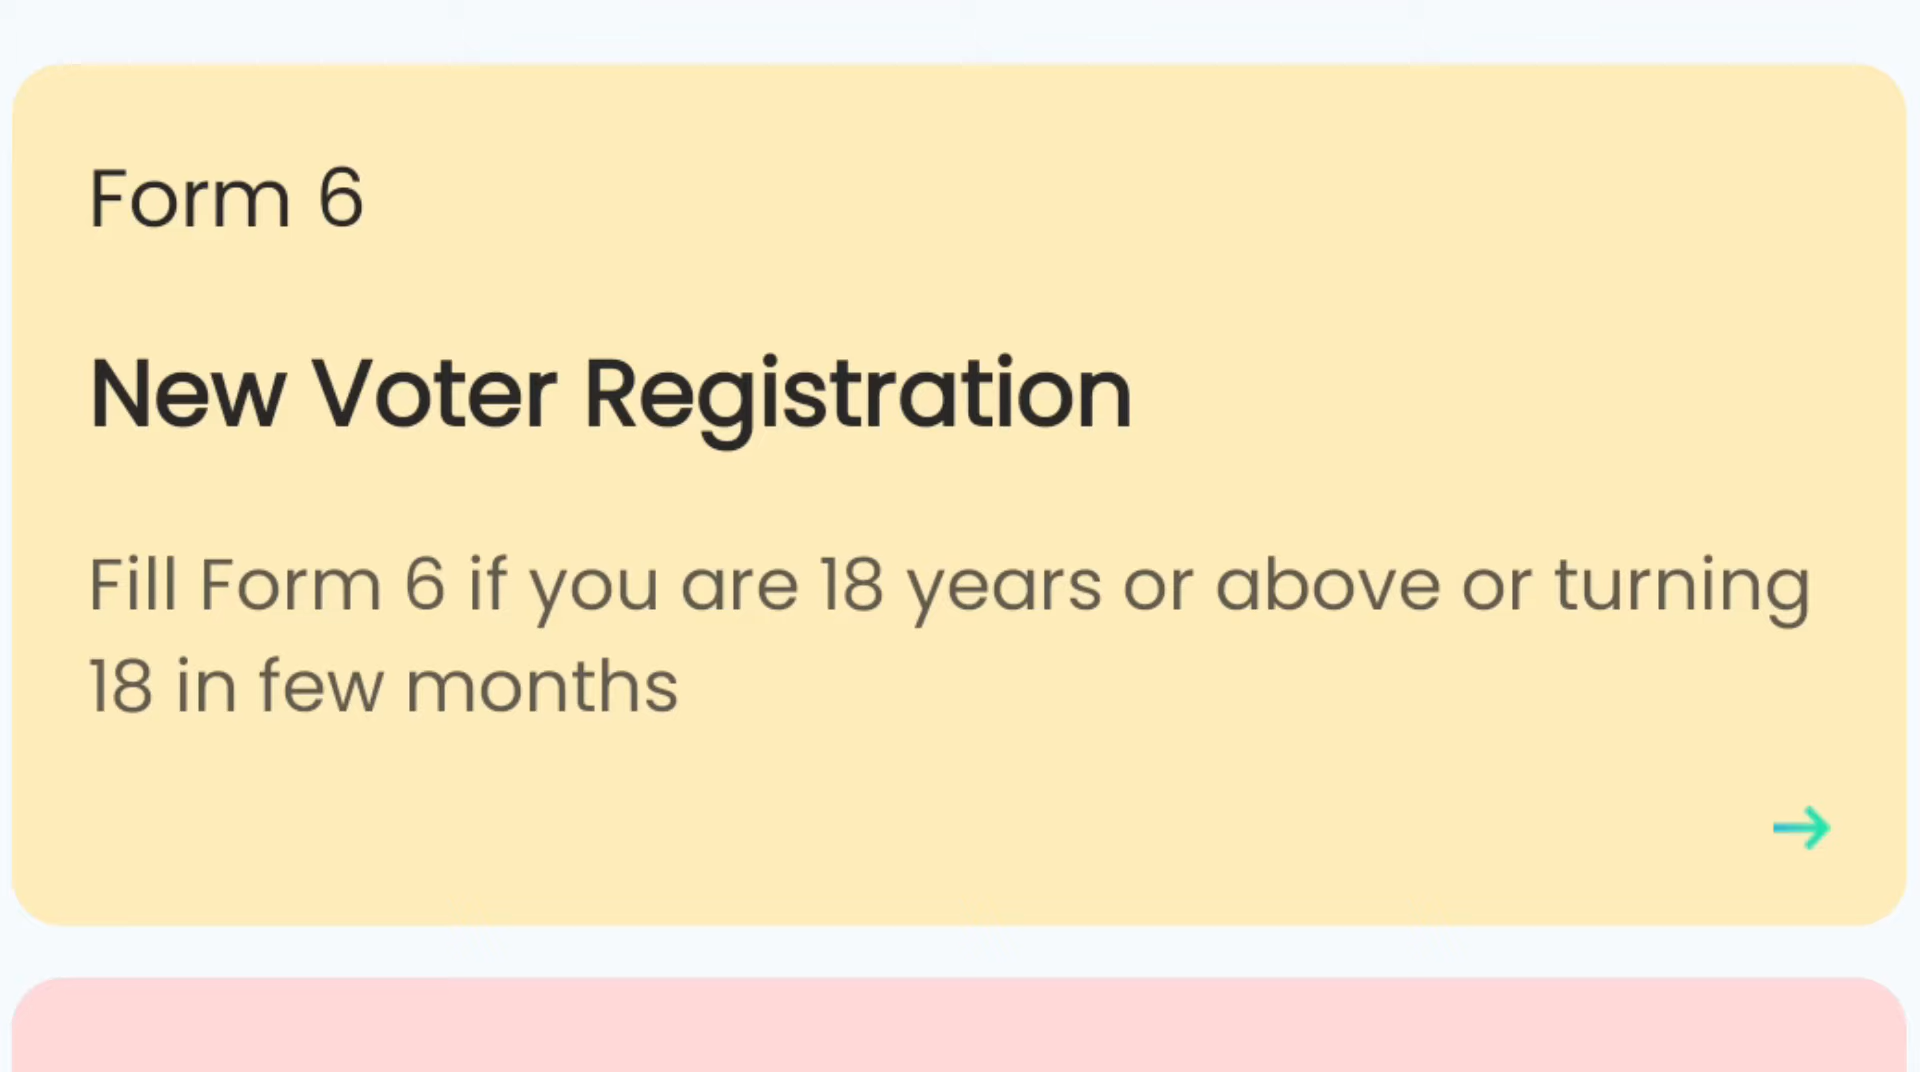 Form 6
New Voter Registration
Fill Form 6 if you are 18 years or above or turning
18 in few months